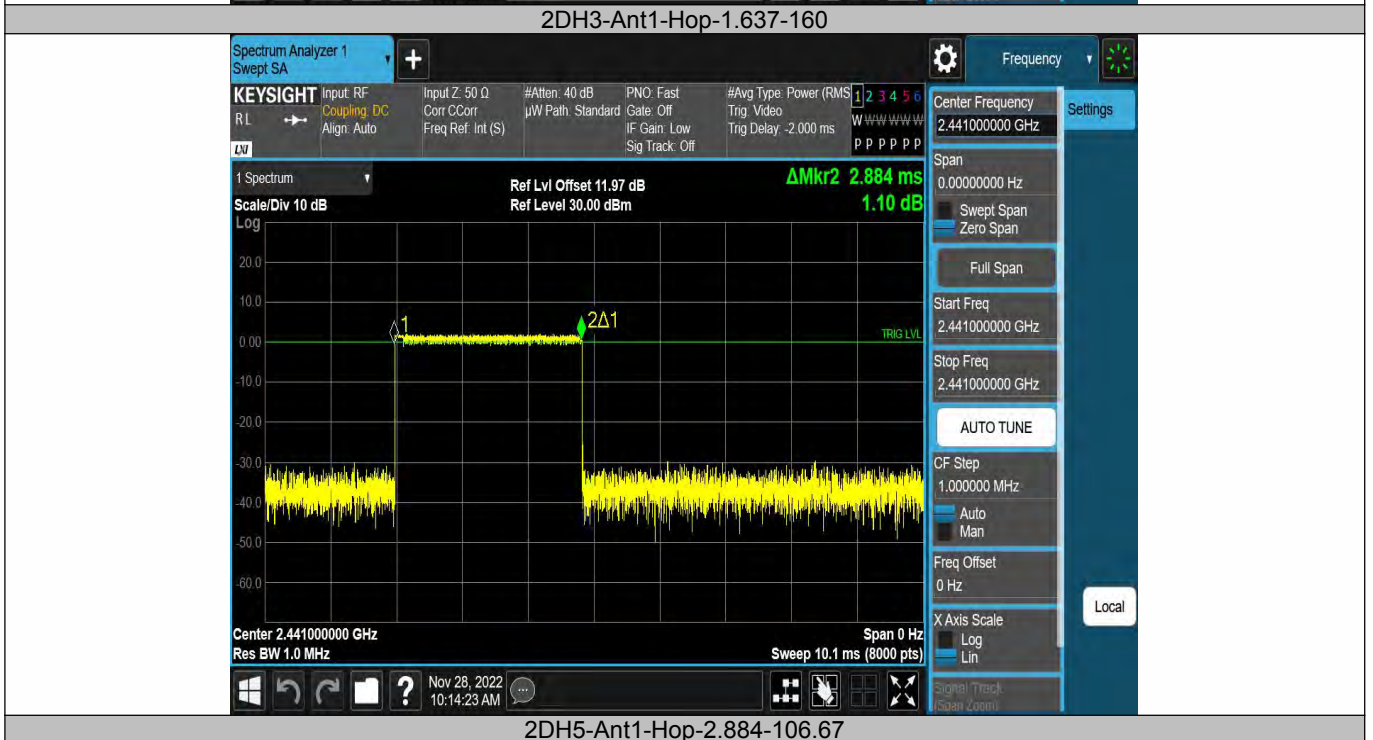 2DH3-Ant1-Hop-1.637-160
Spectrum Analyzer 1
Swept SA
Frequency
KEYSIGHT
RL
LXI
Input: RF
Coupling: DC
Align: Auto
Input Z: 50 Ω
Corr CCorr
Freq Ref: Int (S)
#Atten: 40 dB
µW Path: Standard
PNO: Fast
Gate: Off
IF Gain: Low
Sig Track: Off
#Avg Type: Power (RMS
Trig: Video
Trig Delay: -2.000 ms
1 2 3 4 5 6
W W W W W W
P P P P P P
Center Frequency
2.441000000 GHz
Settings
1 Spectrum
Scale/Div 10 dB
Log
Ref Lvl Offset 11.97 dB
Ref Level 30.00 dBm
ΔMkr2 2.884 ms
1.10 dB
Span
0.00000000 Hz
Swept Span
Zero Span
Full Span
Start Freq
2.441000000 GHz
Stop Freq
2.441000000 GHz
AUTO TUNE
CF Step
1.000000 MHz
Auto
Man
Freq Offset
0 Hz
X Axis Scale
Log
Lin
Signal Track
(Span Zoom)
Local
20.0
10.0
0.00
-10.0
-20.0
-30.0
-40.0
-50.0
-60.0
1
2Δ1
TRIG LVL
Center 2.441000000 GHz
Res BW 1.0 MHz
Span 0 Hz
Sweep 10.1 ms (8000 pts)
Nov 28, 2022
10:14:23 AM
2DH5-Ant1-Hop-2.884-106.67